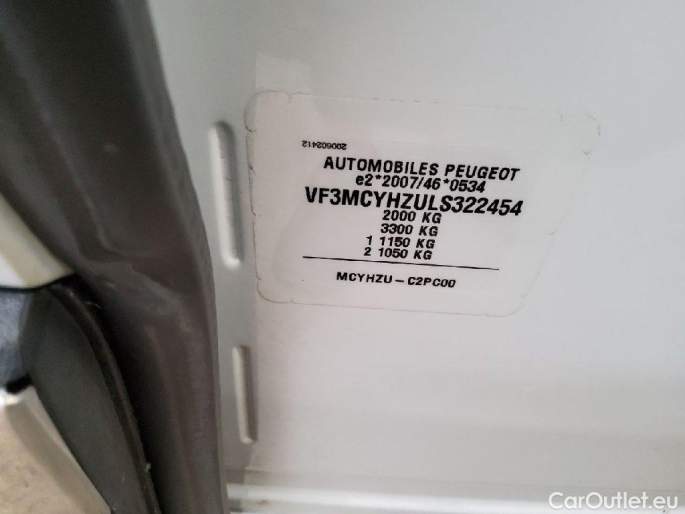 200602412
AUTOMOBILES PEUGEOT
e2*2007/46*0534
VF3MCYHZULS322454
2000 KG
3300 KG
1 1150 KG
2 1050 KG
MCYHZU-C2PC00
CarOutlet.eu